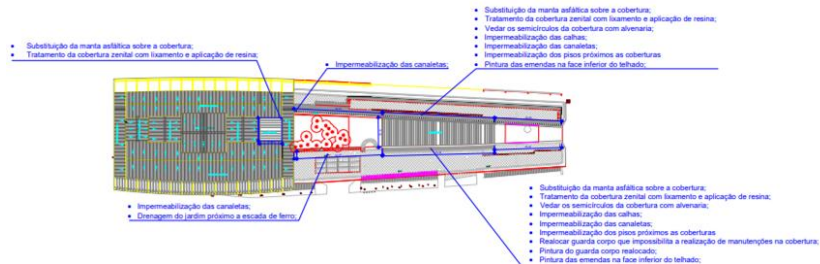 • Substituição da manta asfáltica sobre a cobertura;
• Tratamento da cobertura zenital com lixamento e aplicação de resina;
• Vedar os semicírculos da cobertura com alvenaria;
• Impermeabilização das calhas;
• Impermeabilização das canaletas;
• Impermeabilização dos pisos próximos as coberturas
• Pintura das emendas na face inferior do telhado;
• Substituição da manta asfáltica sobre a cobertura;
• Tratamento da cobertura zenital com lixamento e aplicação de resina;
• Impermeabilização das canaletas;
• Impermeabilização das canaletas;
• Drenagem do jardim próximo a escada de ferro;
• Substituição da manta asfáltica sobre a cobertura;
• Tratamento da cobertura zenital com lixamento e aplicação de resina;
• Vedar os semicírculos da cobertura com alvenaria;
• Impermeabilização das calhas;
• Impermeabilização das canaletas;
• Impermeabilização dos pisos próximos as coberturas
• Realocar guarda corpo que impossibilita a realização de manutenções na cobertura;
• Pintura do guarda corpo realocado;
• Pintura das emendas na face inferior do telhado;